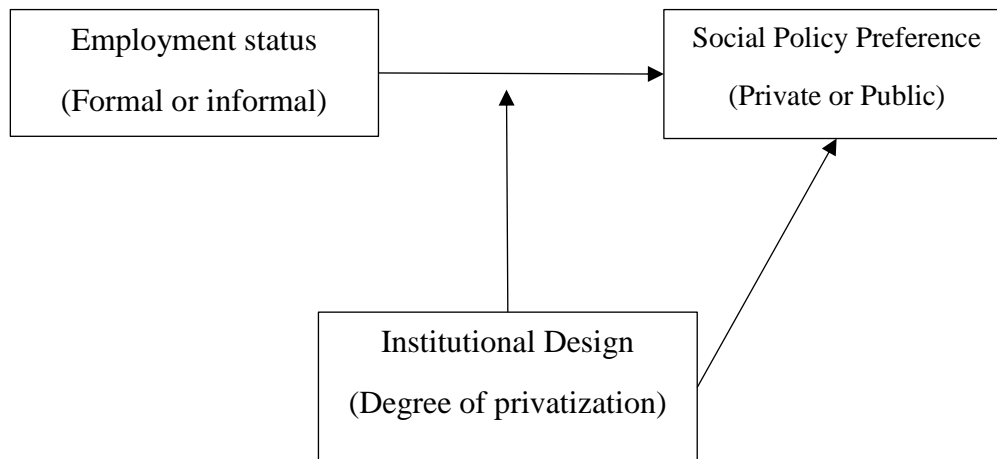 Employment status
(Formal or informal)
Social Policy Preference
(Private or Public)
Institutional Design
(Degree of privatization)